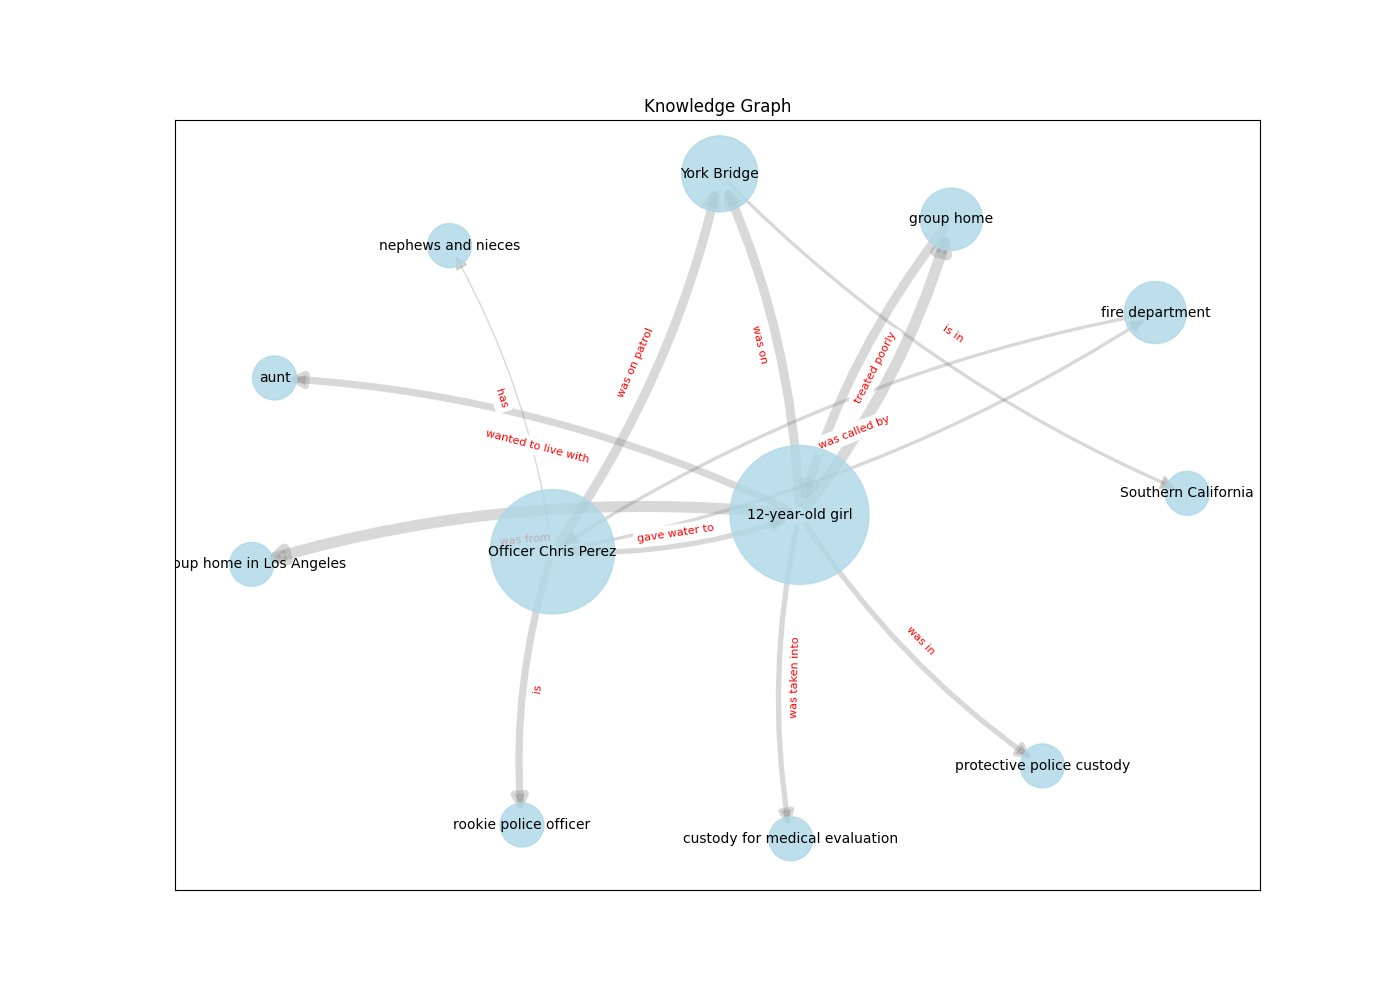 Knowledge Graph
York Bridge
group home
nephews and nieces
fire department
is in
was on
was on patrol
treated poorly
aunt
has
was called by
wanted to live with
Southern California
12-year-old girl
gave water to
was from
Officer Chris Perez
oup home in Los Angeles
was in
was taken into
is
protective police custody
rookie police officer
custody for medical evaluation